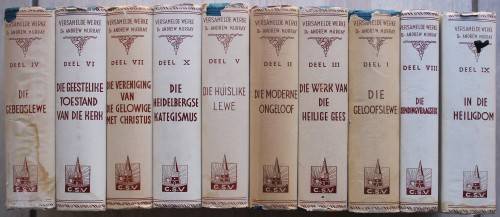 VERSAMELDE WERKE
Dr ANDREW MURRAY
DEEL IV
DIE
GEBEDSLEWE
C.S.V.
VERSAMELDE WERKE
Dr ANDREW MURRAY
DEEL VI
DIE GEESTELIKE
TOESTAND
VAN DIE KERK
C.S.V.
VERSAMELDE WERKE
Dr ANDREW MURRAY
DEEL VII
DIE VERENIGING
VAN
DIE GELOWIGE
MET CHRISTUS
C.S.V.
VERSAMELDE WERKE
Dr ANDREW MURRAY
DEEL X
DIE
HEIDELBERGSE
KATEGISMUS
C.S.V.
VERSAMELDE WERKE
Dr ANDREW MURRAY
DEEL V
DIE HUISLIKE
LEWE
C.S.V.
VERSAMELDE WERKE
Dr ANDREW MURRAY
DEEL II
DIE MODERNE
ONGELOOF
C.S.V.
VERSAMELDE WERKE
Dr ANDREW MURRAY
DEEL III
DIE WERK VAN
DIE
HEILIGE GEES
C.S.V.
VERSAMELDE WERKE
Dr ANDREW MURRAY
DEEL I
DIE
GELOOFSLEWE
C.S.V.
VERSAMELDE WERKE
Dr ANDREW MURRAY
DEEL VIII
DIE
SENDINGVRAAGSTUK
C.S.V.
VERSAMELDE WERKE
Dr ANDREW MURRAY
DEEL IX
IN DIE
HEILIGDOM
C.S.V.